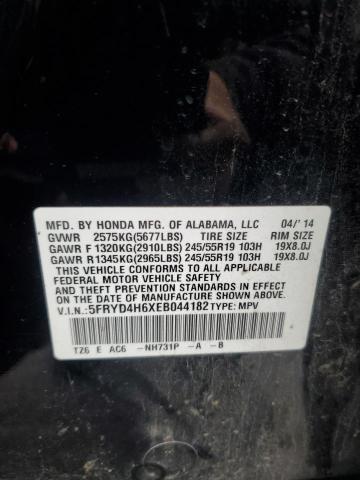 MFD. BY HONDA MFG. OF ALABAMA, LLC 04/'14
GVWR 2575KG(5677LBS) TIRE SIZE RIM SIZE
GAWR F 1320KG(2910LBS) 245/55R19 103H 19X8.0J
GAWR R1345KG(2965LBS) 245/55R19 103H 19X8.0J
THIS VEHICLE CONFORMS TO ALL APPLICABLE
FEDERAL MOTOR VEHICLE SAFETY AND THEFT
PREVENTION STANDARDS IN EFFECT ON THE DATE
OF MANUFACTURE SHOWN ABOVE.
V.I.N.: 5FRYD4H6XEB044182 TYPE: MPV
TZ6 E AC6 -NH731P -A -B